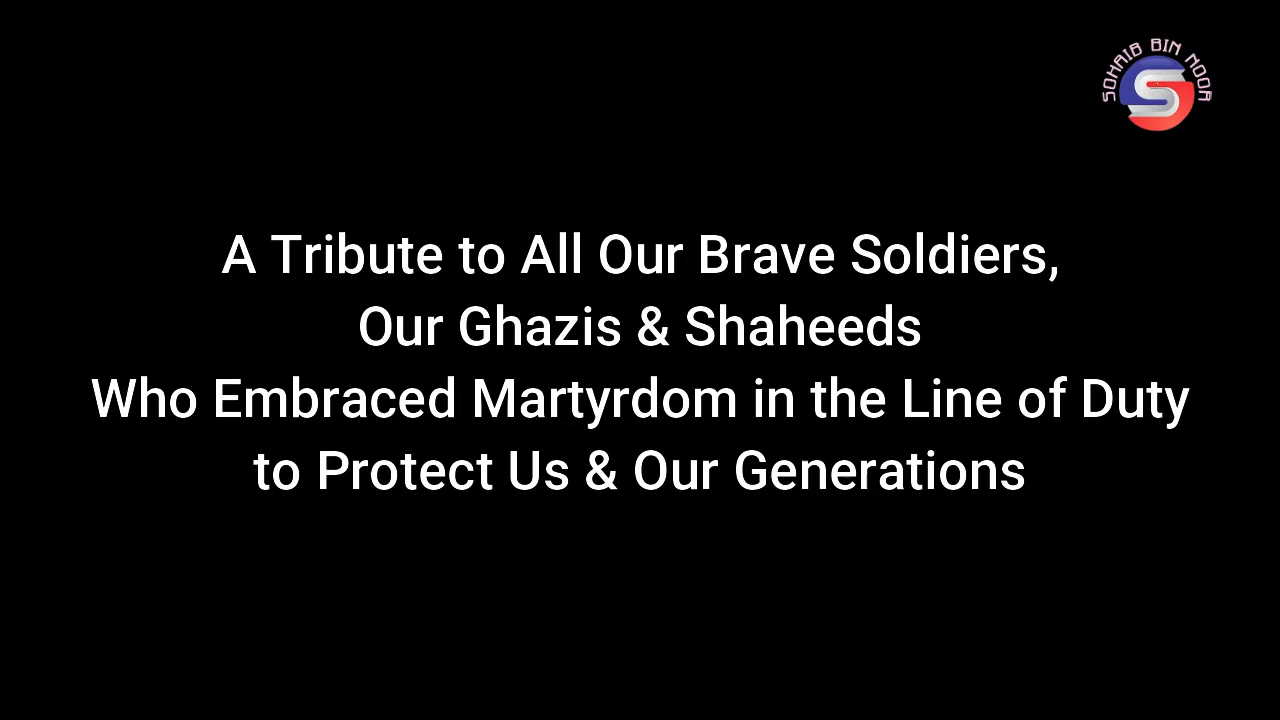 SOHAIB BIN NOOR
A Tribute to All Our Brave Soldiers,
Our Ghazis & Shaheeds
Who Embraced Martyrdom in the Line of Duty
to Protect Us & Our Generations